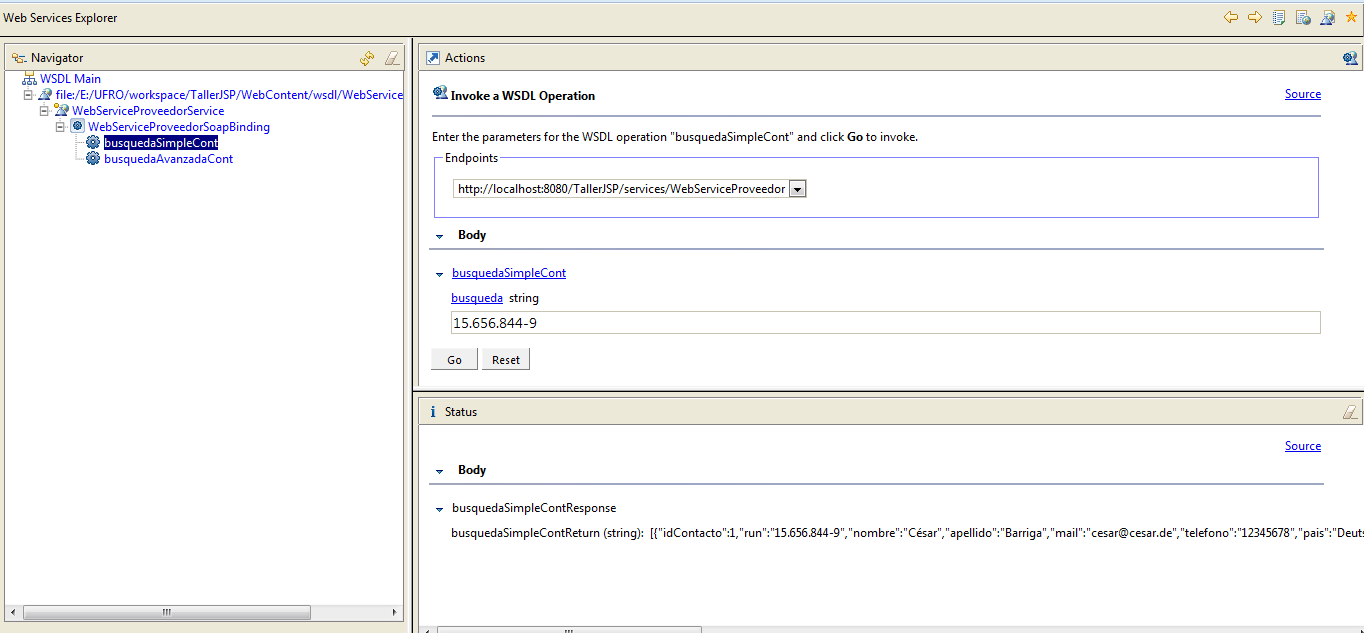 Web Services Explorer
Navigator
WSDL Main
file:/E:/UFRO/workspace/TallerJSP/WebContent/wsdl/WebService
WebServiceProveedorService
WebServiceProveedorSoapBinding
busquedaSimpleCont
busquedaAvanzadaCont
Actions
Invoke a WSDL Operation
Source
Enter the parameters for the WSDL operation "busquedaSimpleCont" and click Go to invoke.
Endpoints
http://localhost:8080/TallerJSP/services/WebServiceProveedor
Body
busquedaSimpleCont
busqueda string
15.656.844-9
Go Reset
i Status
Source
Body
busquedaSimpleContResponse
busquedaSimpleContReturn (string): [{"idContacto":1,"run":"15.656.844-9","nombre":"César","apellido":"Barriga","mail":"cesar@cesar.de","telefono":"12345678","pais":"Deuts